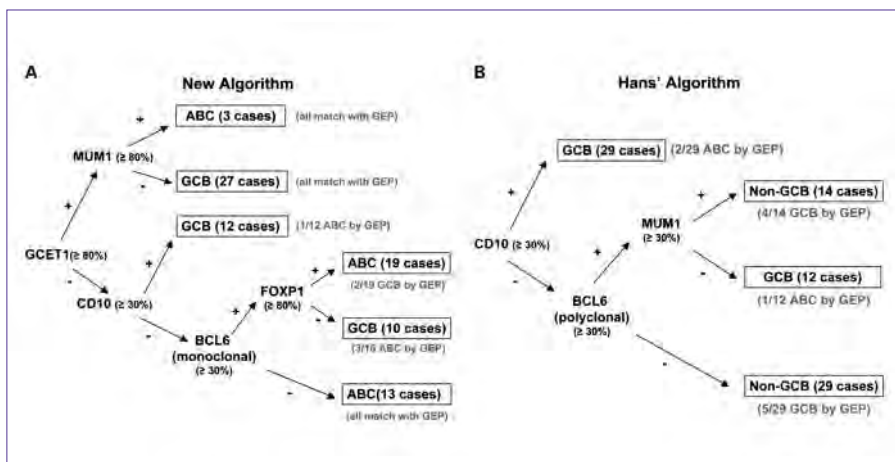 A
New Algorithm
+
ABC (3 cases)
(all match with GEP)
MUM1 (≥ 80%)
-
GCB (27 cases)
(all match with GEP)
+
GCB (12 cases)
(1/12 ABC by GEP)
GCET1(≥ 80%)
-
+
CD10 (≥ 30%)
-
FOXP1
(≥ 80%)
+
ABC (19 cases)
(2/19 GCB by GEP)
+
-
GCB (10 cases)
(3/10 ABC by GEP)
BCL6
(monoclonal)
(≥ 30%)
-
ABC(13 cases)
(all match with GEP)
B
Hans' Algorithm
GCB (29 cases)
(2/29 ABC by GEP)
+
CD10 (≥ 30%)
-
MUM1
(≥ 30%)
+
Non-GCB (14 cases)
(4/14 GCB by GEP)
+
-
GCB (12 cases)
(1/12 ABC by GEP)
BCL6
(polyclonal)
(≥ 30%)
-
Non-GCB (29 cases)
(5/29 GCB by GEP)